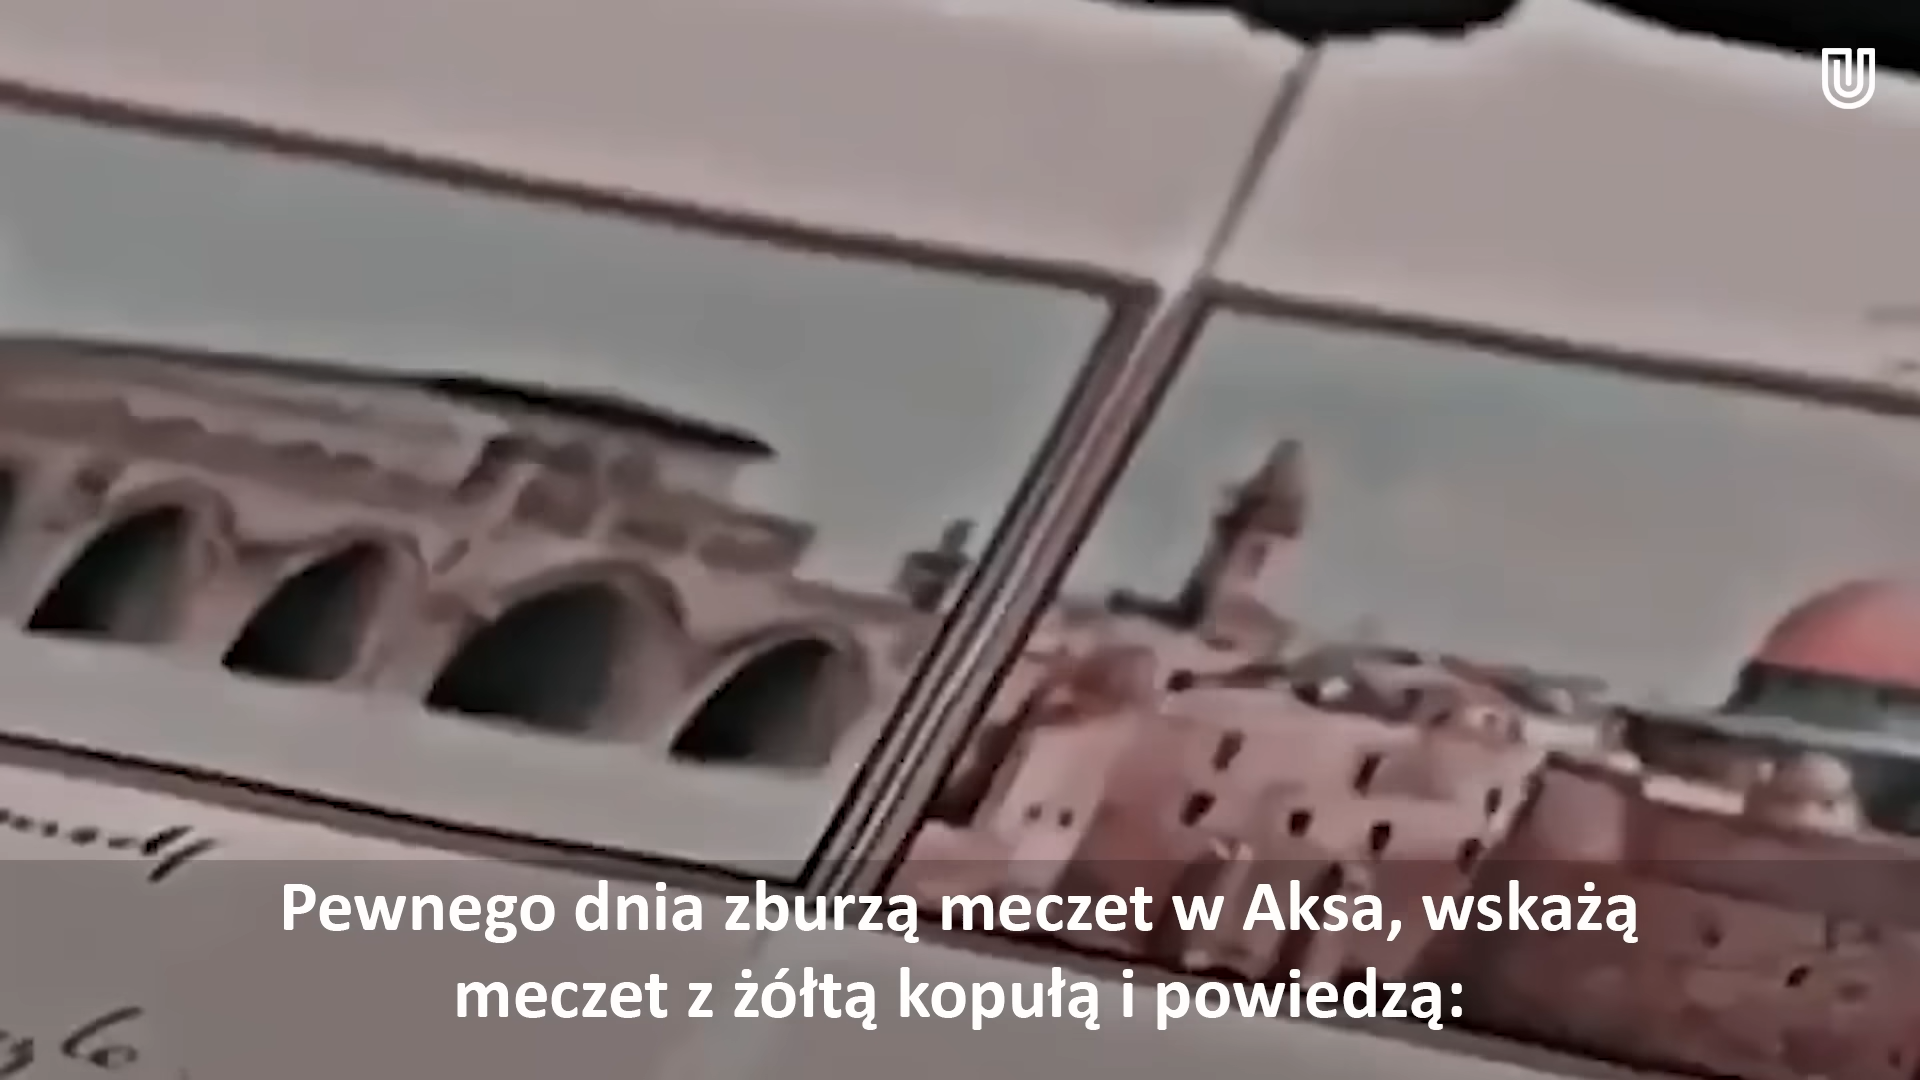 Pewnego dnia zburzą meczet w Aksa, wskażą
meczet z żółtą kopułą i powiedzą: